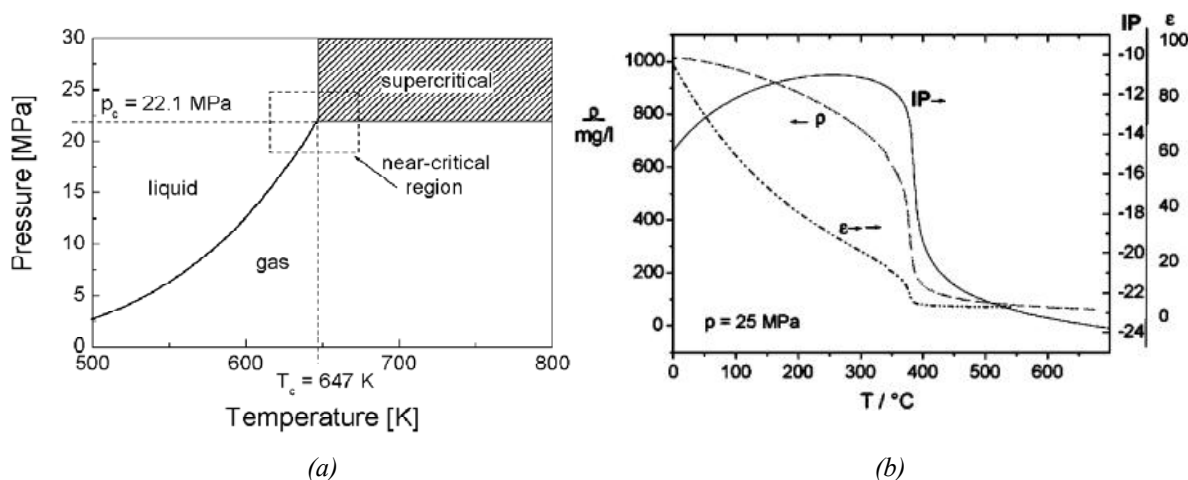 30
25
20
15
10
5
0
Pressure [MPa]
p_c = 22.1 MPa
supercritical
near-critical
region
liquid
gas
500
600
700
800
T_c = 647 K
Temperature [K]
(a)
IP
ε
1000
800
600
400
200
0
ρ
mg/l
-10
-12
-14
-16
-18
-20
-22
-24
100
80
60
40
20
0
IP→
←ρ
ε→→
p = 25 MPa
0
100
200
300
400
500
600
T / °C
(b)